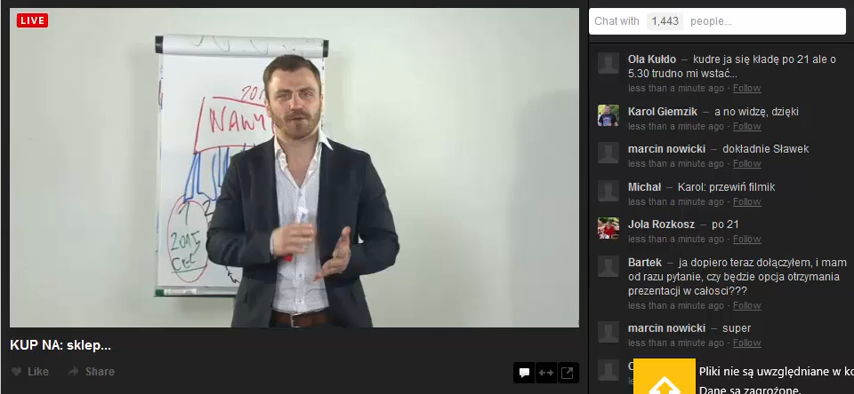 LIVE
201
NAWY
2015
CEL
KUP NA: sklep...
Like
Share
Chat with 1,443 people...
Ola Kułdo – kudre ja się kładę po 21 ale o
5.30 trudno mi wstać...
less than a minute ago · Follow
Karol Giemzik – a no widzę, dzięki
less than a minute ago · Follow
marcin nowicki – dokładnie Sławek
less than a minute ago · Follow
Michał – Karol: przewiń filmik
less than a minute ago · Follow
Jola Rozkosz – po 21
less than a minute ago · Follow
Bartek – ja dopiero teraz dołączyłem, i mam
od razu pytanie, czy będzie opcja otrzymania
prezentacji w całosci???
less than a minute ago · Follow
marcin nowicki – super
less than a minute ago · Follow
Pliki nie są uwzględniane w ko
Dane są zagrożone.